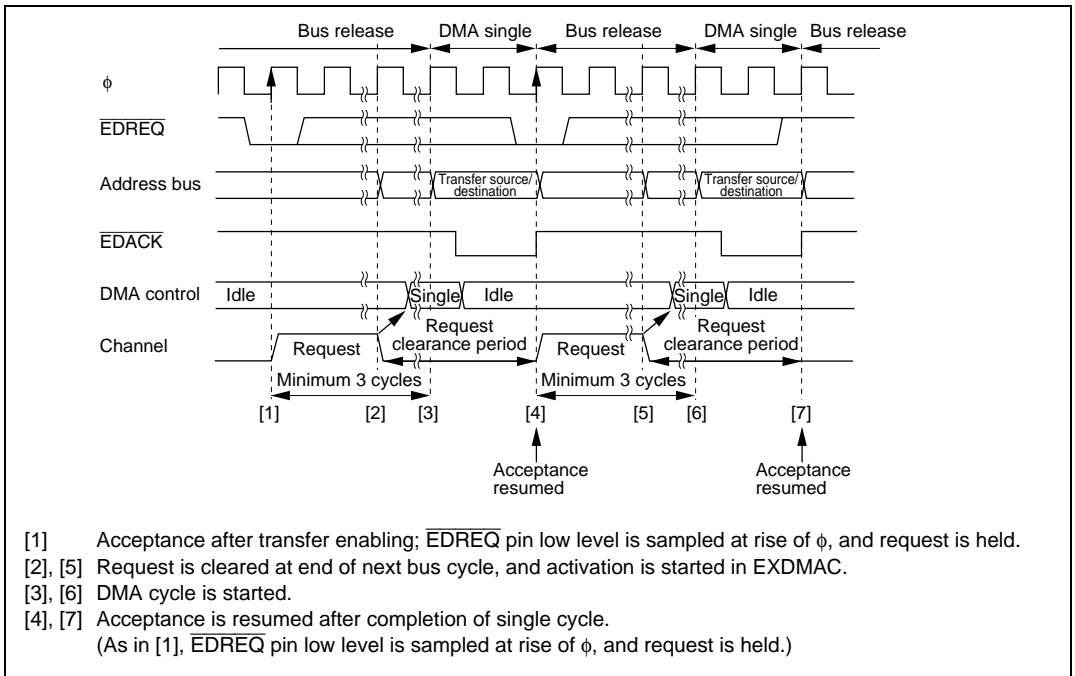 Bus release DMA single Bus release DMA single Bus release
φ
EDREQ
Address bus Transfer source/ destination Transfer source/ destination
EDACK
DMA control Idle Single Idle Single Idle
Channel Request Request clearance period Request Request clearance period
Minimum 3 cycles Minimum 3 cycles
[1] [2] [3] [4] [5] [6] [7]
Acceptance resumed Acceptance resumed
[1] Acceptance after transfer enabling; EDREQ pin low level is sampled at rise of φ, and request is held.
[2], [5] Request is cleared at end of next bus cycle, and activation is started in EXDMAC.
[3], [6] DMA cycle is started.
[4], [7] Acceptance is resumed after completion of single cycle.
(As in [1], EDREQ pin low level is sampled at rise of φ, and request is held.)